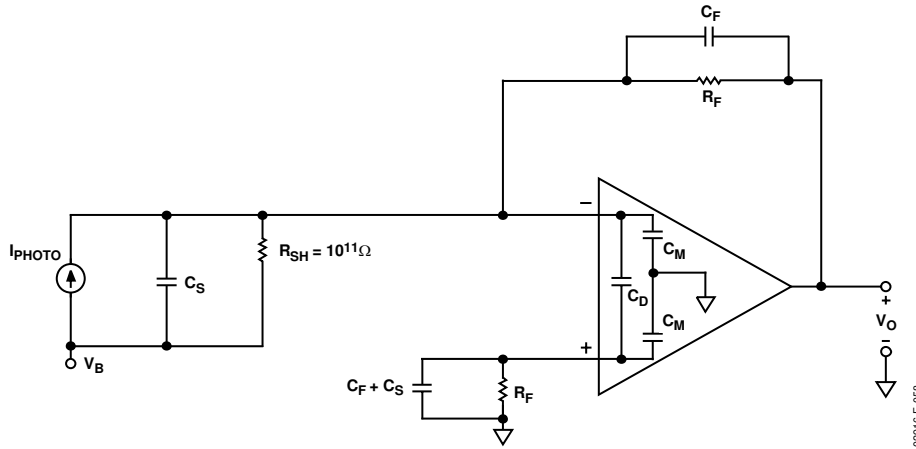 C_F
R_F
−
I_PHOTO
R_SH = 10^11Ω
C_M
C_S
C_D
+
V_O
−
C_M
+
V_B
C_F + C_S
R_F